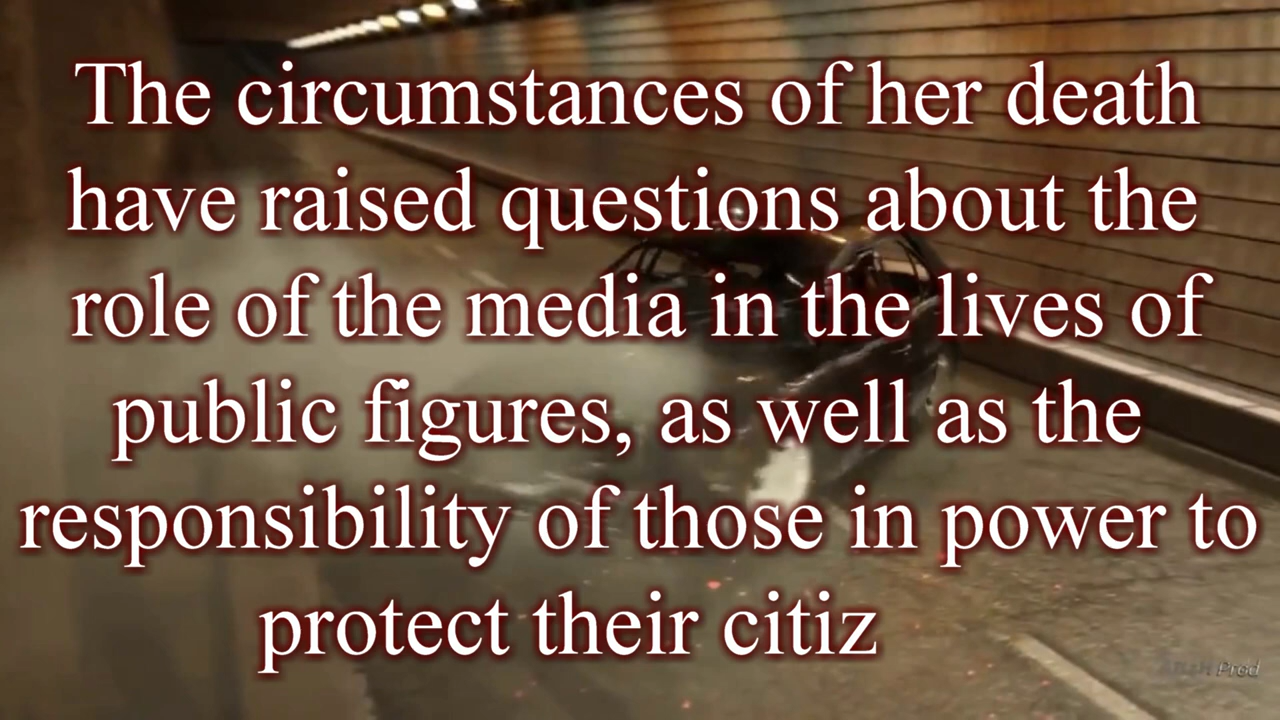 The circumstances of her death
have raised questions about the
role of the media in the lives of
public figures, as well as the
responsibility of those in power to
protect their citiz
Prod